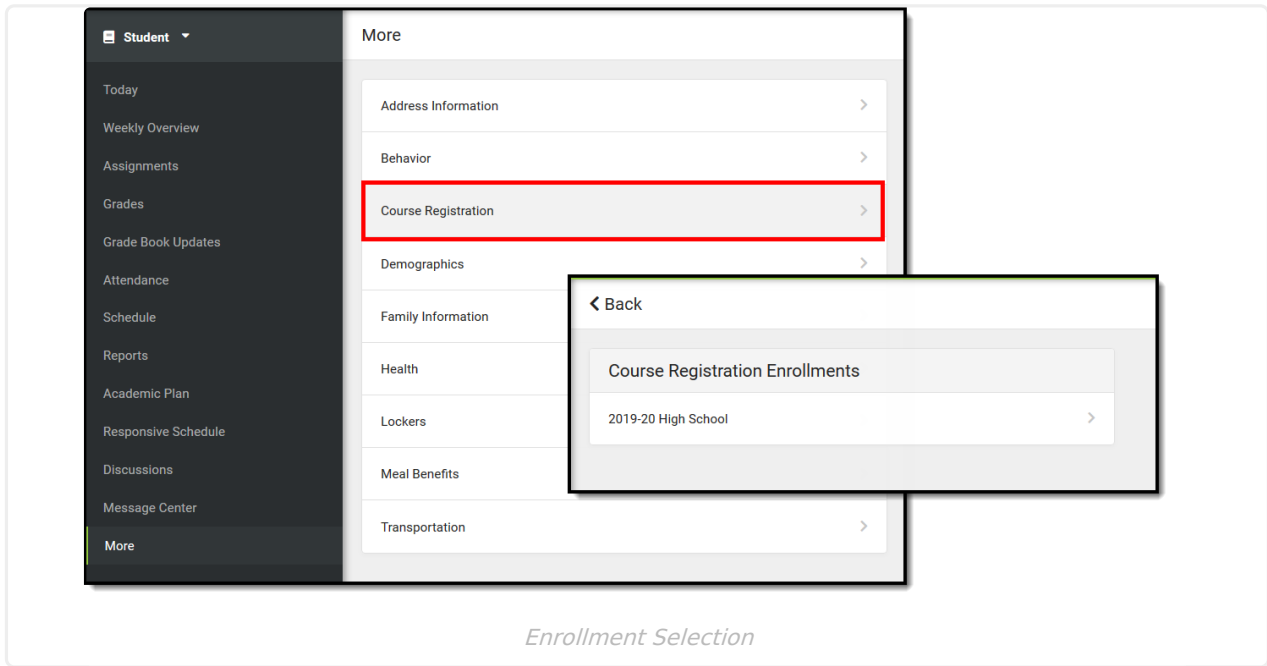 Student
Today
Weekly Overview
Assignments
Grades
Grade Book Updates
Attendance
Schedule
Reports
Academic Plan
Responsive Schedule
Discussions
Message Center
More
More
Address Information
Behavior
Course Registration
Demographics
Family Information
Health
Lockers
Meal Benefits
Transportation
Back
Course Registration Enrollments
2019-20 High School
Enrollment Selection